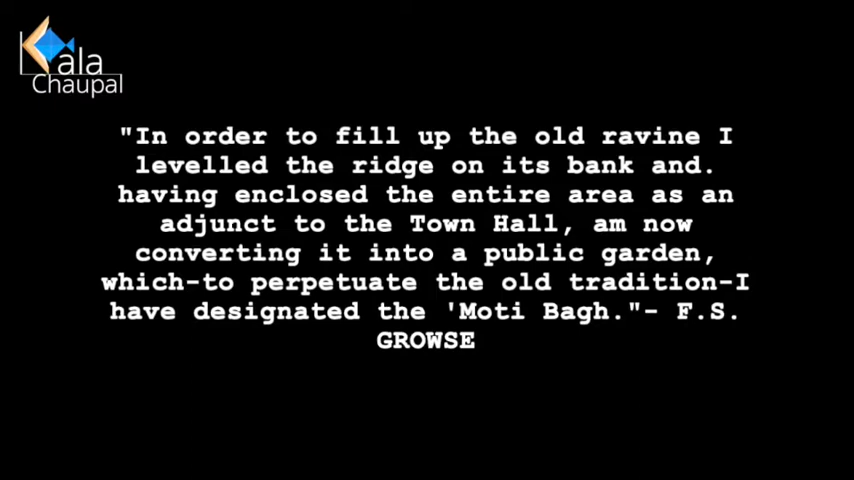 Kala
Chaupal
"In order to fill up the old ravine I
levelled the ridge on its bank and.
having enclosed the entire area as an
adjunct to the Town Hall, am now
converting it into a public garden,
which-to perpetuate the old tradition-I
have designated the 'Moti Bagh."- F.S.
GROWSE